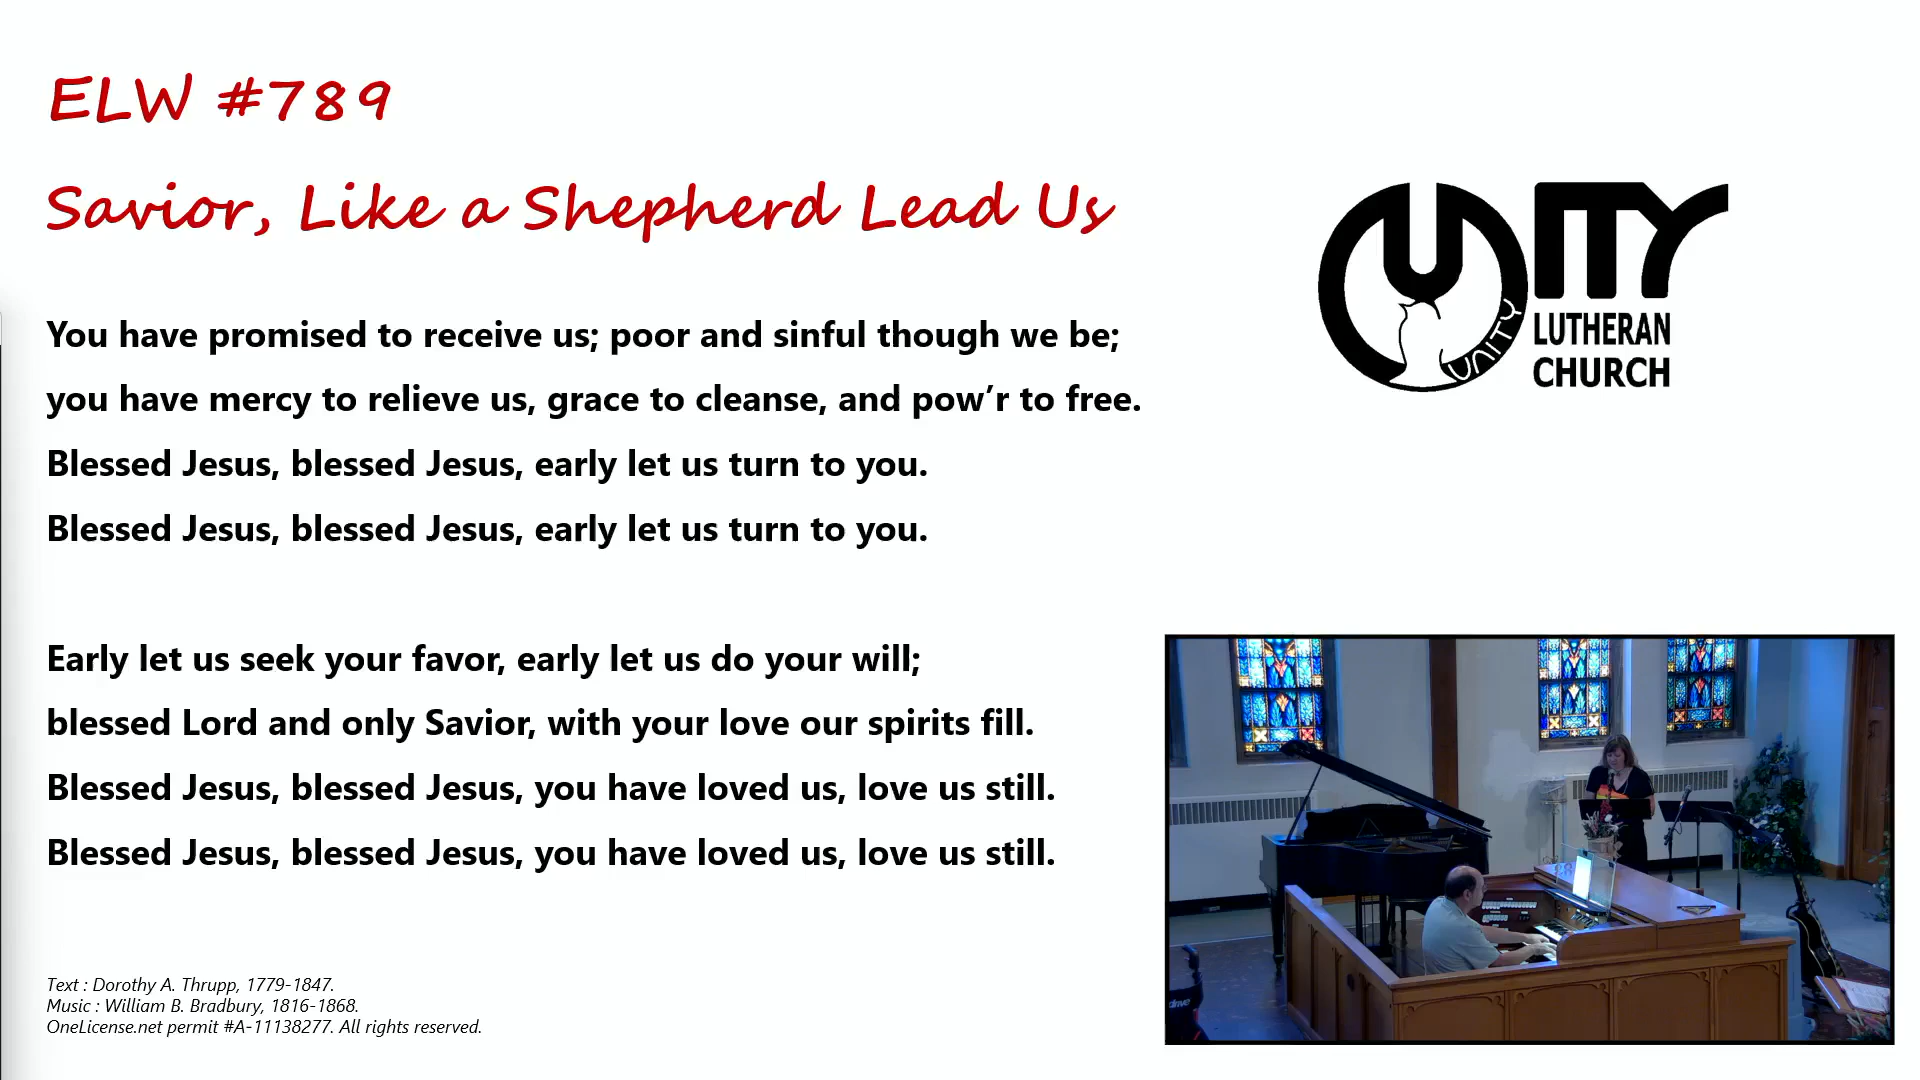 ELW #789
Savior, Like a Shepherd Lead Us
You have promised to receive us; poor and sinful though we be;
you have mercy to relieve us, grace to cleanse, and pow’r to free.
Blessed Jesus, blessed Jesus, early let us turn to you.
Blessed Jesus, blessed Jesus, early let us turn to you.
Early let us seek your favor, early let us do your will;
blessed Lord and only Savior, with your love our spirits fill.
Blessed Jesus, blessed Jesus, you have loved us, love us still.
Blessed Jesus, blessed Jesus, you have loved us, love us still.
Text : Dorothy A. Thrupp, 1779-1847.
Music : William B. Bradbury, 1816-1868.
OneLicense.net permit #A-11138277. All rights reserved.
UNITY
UNITY
LUTHERAN
CHURCH
drive